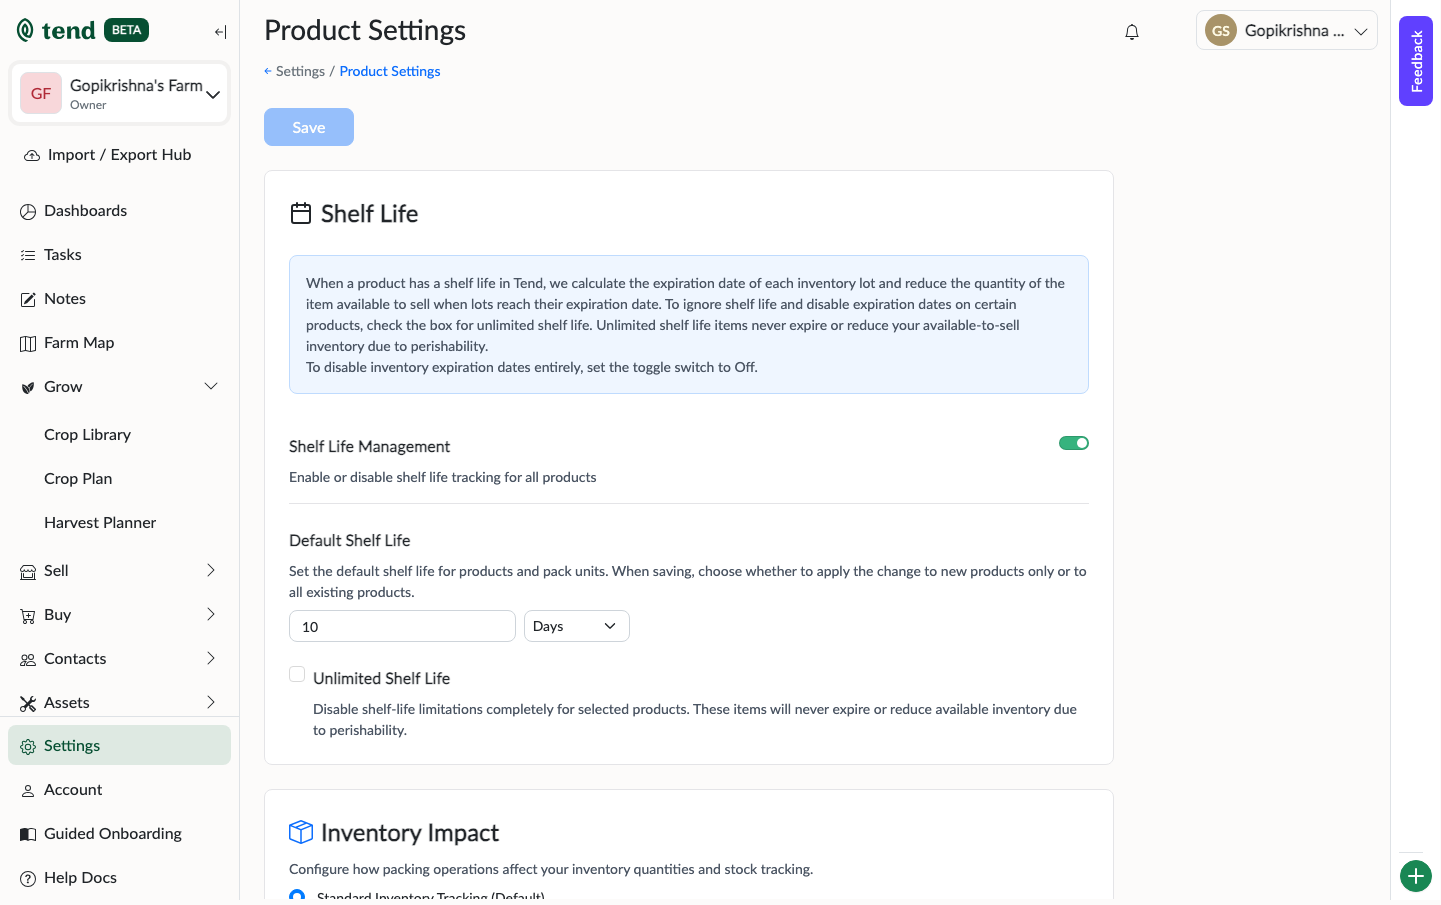 tend BETA
GF Gopikrishna's Farm
Owner
Import / Export Hub
Dashboards
Tasks
Notes
Farm Map
Grow
Crop Library
Crop Plan
Harvest Planner
Sell
Buy
Contacts
Assets
Settings
Account
Guided Onboarding
Help Docs
Product Settings
GS Gopikrishna ...
Feedback
← Settings / Product Settings
Save
Shelf Life
When a product has a shelf life in Tend, we calculate the expiration date of each inventory lot and reduce the quantity of the
item available to sell when lots reach their expiration date. To ignore shelf life and disable expiration dates on certain
products, check the box for unlimited shelf life. Unlimited shelf life items never expire or reduce your available-to-sell
inventory due to perishability.
To disable inventory expiration dates entirely, set the toggle switch to Off.
Shelf Life Management
Enable or disable shelf life tracking for all products
Default Shelf Life
Set the default shelf life for products and pack units. When saving, choose whether to apply the change to new products only or to
all existing products.
10 Days
Unlimited Shelf Life
Disable shelf-life limitations completely for selected products. These items will never expire or reduce available inventory due
to perishability.
Inventory Impact
Configure how packing operations affect your inventory quantities and stock tracking.
Standard Inventory Tracking (Default)